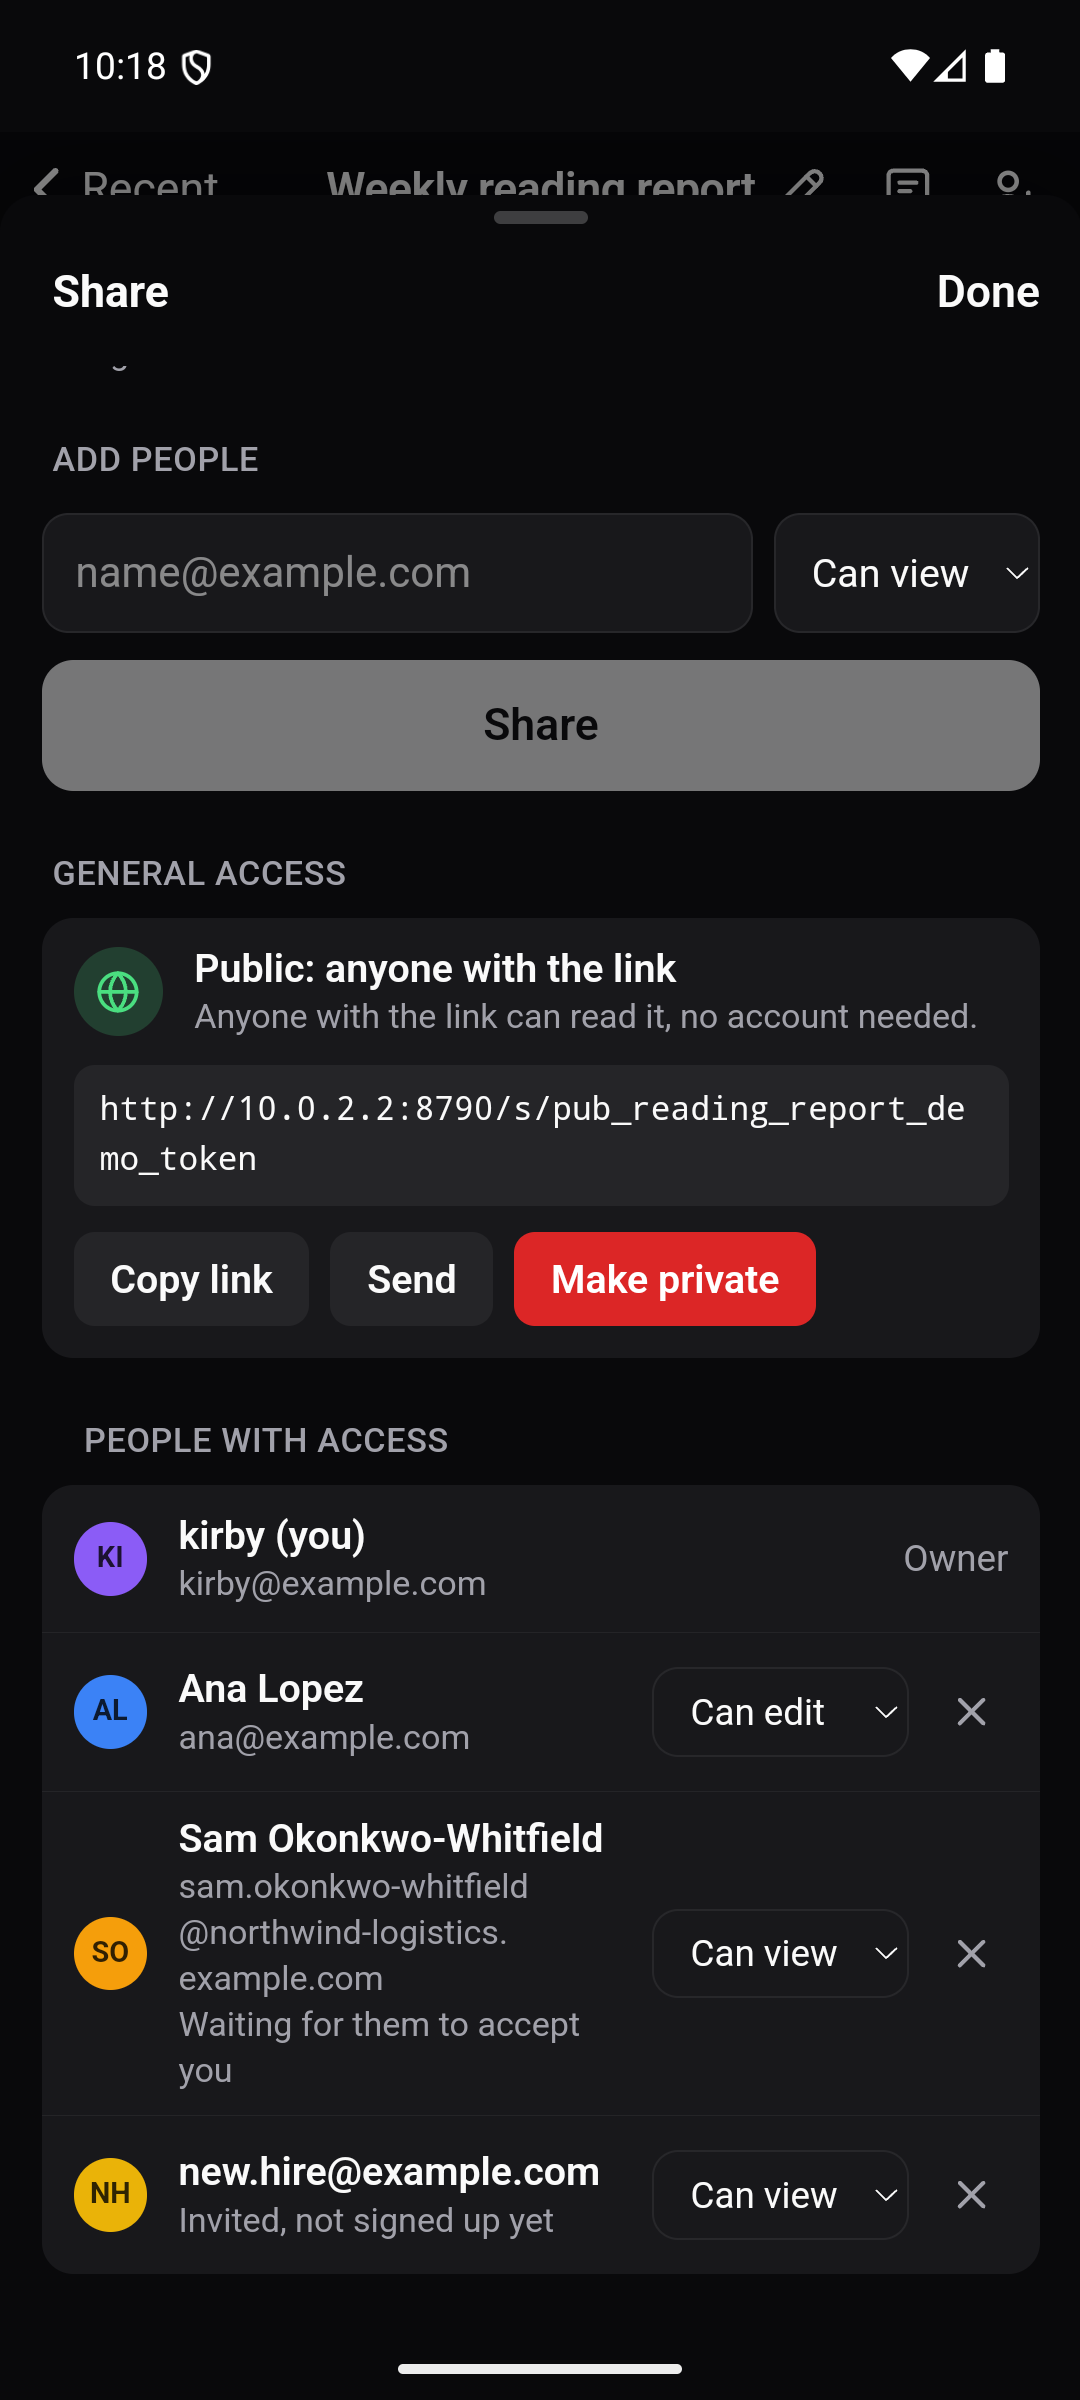 10:18
Recent
Weekly reading report
Share
Done
ADD PEOPLE
name@example.com
Can view
Share
GENERAL ACCESS
Public: anyone with the link
Anyone with the link can read it, no account needed.
http://10.0.2.2:8790/s/pub_reading_report_de
mo_token
Copy link
Send
Make private
PEOPLE WITH ACCESS
KI
kirby (you)
kirby@example.com
Owner
AL
Ana Lopez
ana@example.com
Can edit
SO
Sam Okonkwo-Whitfield
sam.okonkwo-whitfield
@northwind-logistics.
example.com
Waiting for them to accept
you
Can view
NH
new.hire@example.com
Invited, not signed up yet
Can view